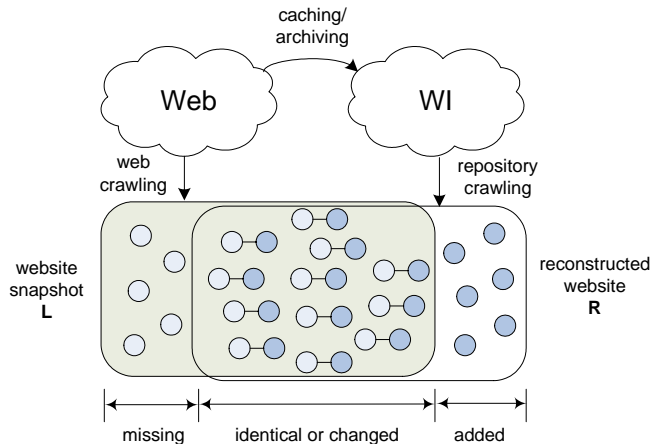 caching/
archiving
Web
WI
web
crawling
repository
crawling
website
snapshot
L
reconstructed
website
R
missing
identical or changed
added